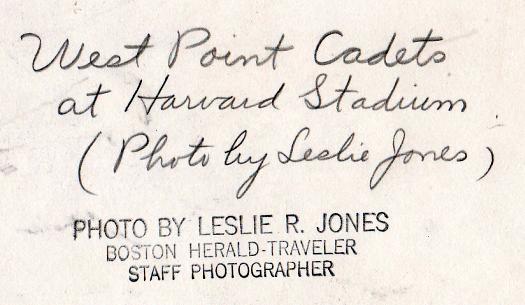 West Point Cadets
at Harvard Stadium.
(Photo by Leslie Jones)
PHOTO BY LESLIE R. JONES
BOSTON HERALD-TRAVELER
STAFF PHOTOGRAPHER